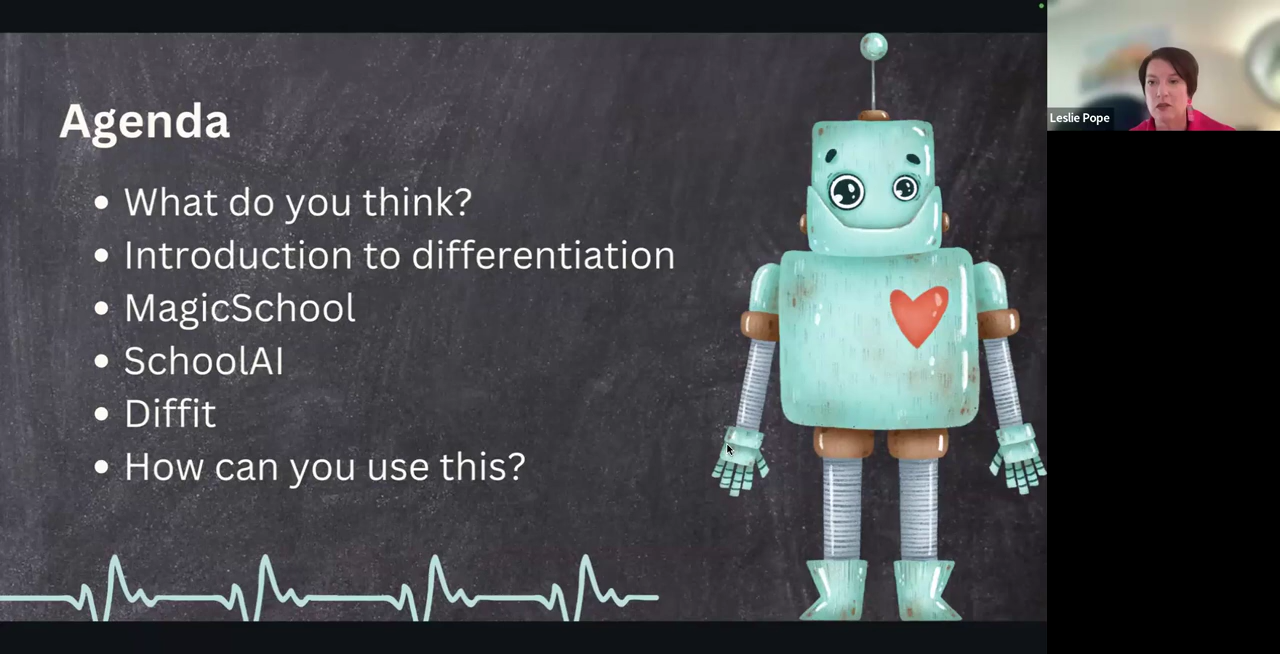 Agenda
What do you think?
Introduction to differentiation
MagicSchool
SchoolAI
Diffit
How can you use this?
Leslie Pope